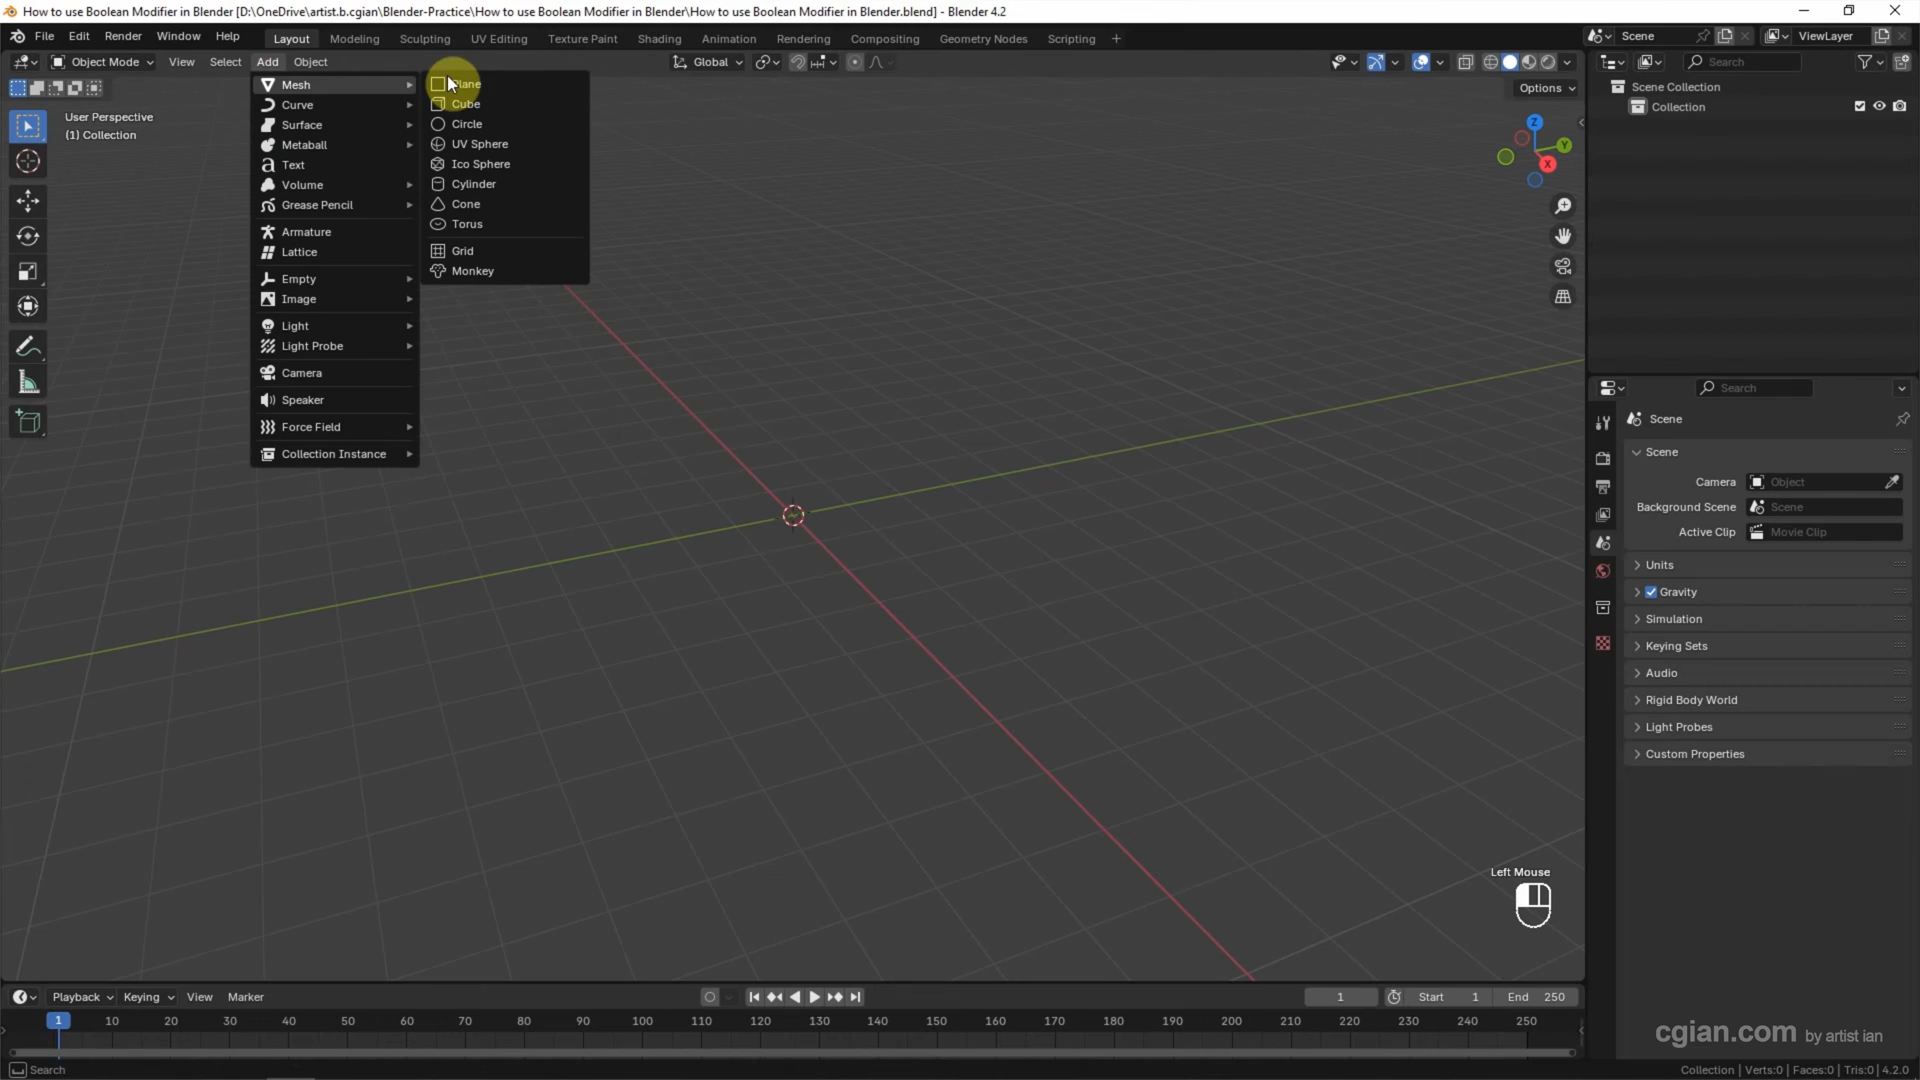 How to use Boolean Modifier in Blender [D:\OneDrive\artist.b.cgian\Blender-Practice\How to use Boolean Modifier in Blender\How to use Boolean Modifier in Blender.blend] - Blender 4.2
File Edit Render Window Help Layout Modeling Sculpting UV Editing Texture Paint Shading Animation Rendering Compositing Geometry Nodes Scripting + Scene ViewLayer
Object Mode View Select Add Object Global Search
Options
User Perspective
(1) Collection
Mesh
Curve
Surface
Metaball
Text
Volume
Grease Pencil
Armature
Lattice
Empty
Image
Light
Light Probe
Camera
Speaker
Force Field
Collection Instance
Plane
Cube
Circle
UV Sphere
Ico Sphere
Cylinder
Cone
Torus
Grid
Monkey
Z
Y
X
Left Mouse
Scene Collection
Collection
Search
Scene
Scene
Camera Object
Background Scene Scene
Active Clip Movie Clip
Units
Gravity
Simulation
Keying Sets
Audio
Rigid Body World
Light Probes
Custom Properties
Playback Keying View Marker 1 Start 1 End 250
1 10 20 30 40 50 60 70 80 90 100 110 120 130 140 150 160 170 180 190 200 210 220 230 240 250
cgian.com by artist ian
Search Collection | Verts:0 | Faces:0 | Tris:0 | 4.2.0